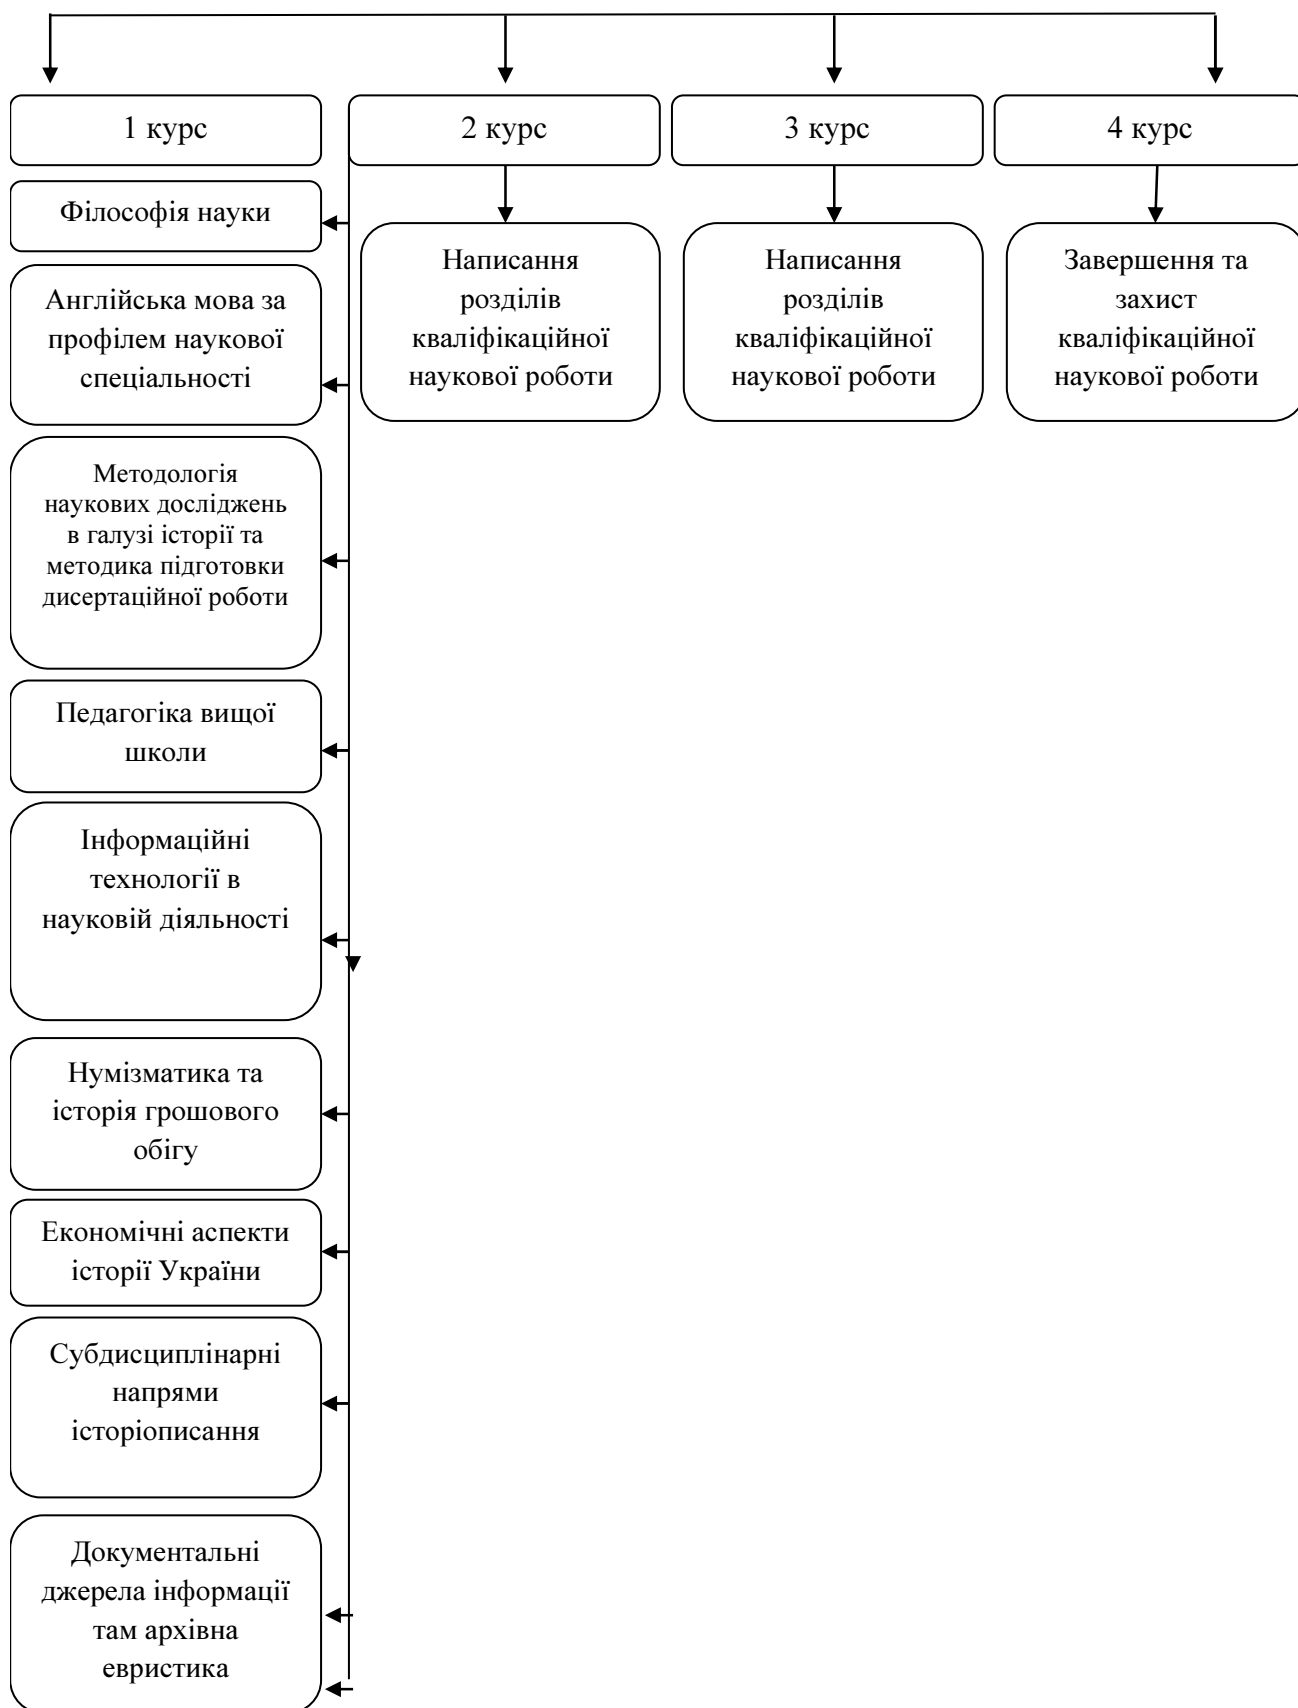 1 курс
2 курс
3 курс
4 курс
Філософія науки
Англійська мова за
профілем наукової
спеціальності
Методологія
наукових досліджень
в галузі історії та
методика підготовки
дисертаційної роботи
Педагогіка вищої
школи
Інформаційні
технології в
науковій діяльності
Нумізматика та
історія грошового
обігу
Економічні аспекти
історії України
Субдисциплінарні
напрями
історіописання
Документальні
джерела інформації
там архівна
евристика
Написання
розділів
кваліфікаційної
наукової роботи
Написання
розділів
кваліфікаційної
наукової роботи
Завершення та
захист
кваліфікаційної
наукової роботи